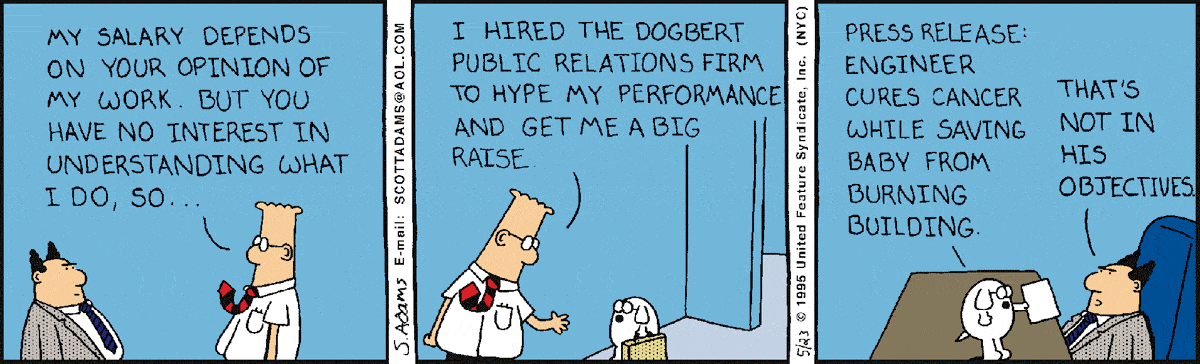 MY SALARY DEPENDS
ON YOUR OPINION OF
MY WORK. BUT YOU
HAVE NO INTEREST IN
UNDERSTANDING WHAT
I DO, SO...
S.Adams E-mail: SCOTTADAMS@AOL.COM
I HIRED THE DOGBERT
PUBLIC RELATIONS FIRM
TO HYPE MY PERFORMANCE
AND GET ME A BIG
RAISE.
5/23 © 1995 United Feature Syndicate, Inc. (NYC)
PRESS RELEASE:
ENGINEER
CURES CANCER
WHILE SAVING
BABY FROM
BURNING
BUILDING.
THAT'S
NOT IN
HIS
OBJECTIVES.